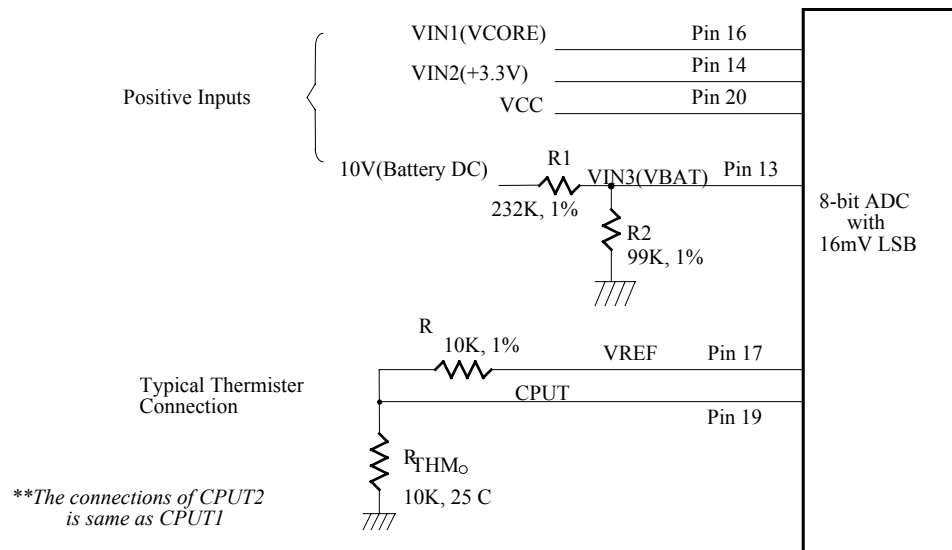 VIN1(VCORE) Pin 16
VIN2(+3.3V) Pin 14
Positive Inputs
VCC Pin 20
R1
10V(Battery DC) VIN3(VBAT) Pin 13
232K, 1%
R2
99K, 1%
8-bit ADC
with
16mV LSB
R
10K, 1% VREF Pin 17
Typical Thermister
Connection
CPUT
Pin 19
RTHM
10K, 25 C
**The connections of CPUT2
is same as CPUT1